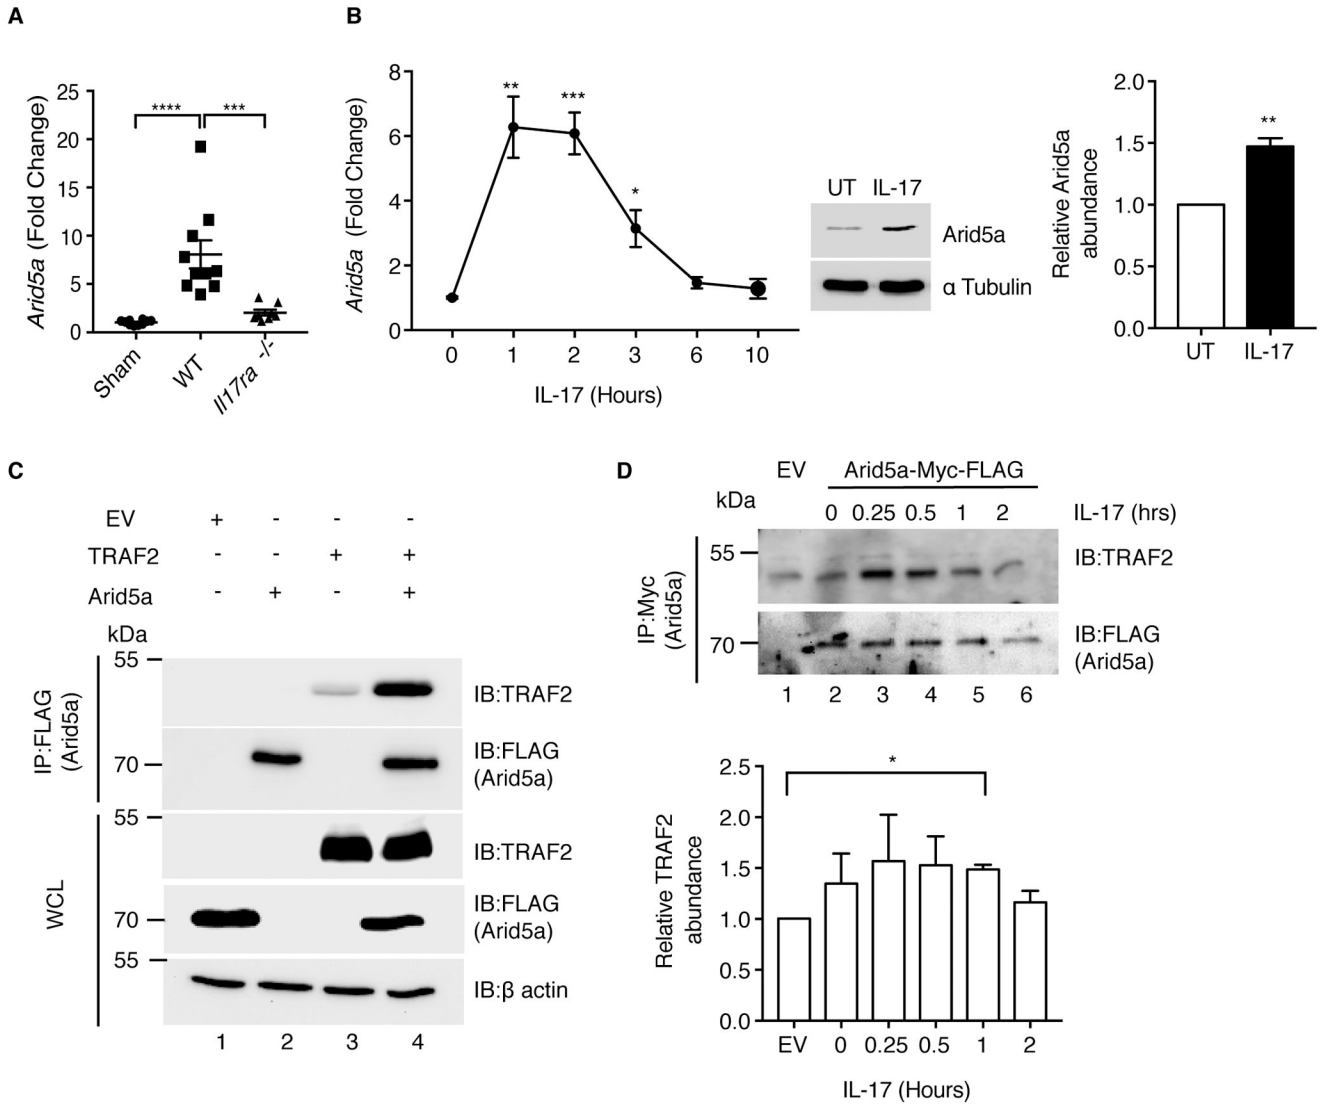 A
Arid5a (Fold Change)
25
20
15
10
5
0
**** ***
Sham WT Il17ra -/-
B
Arid5a (Fold Change)
8
6
4
2
0
** *** *
0 1 2 3 6 10
IL-17 (Hours)
UT IL-17
Arid5a
α Tubulin
Relative Arid5a
abundance
2.0
1.5
1.0
0.5
0.0
**
UT IL-17
C
EV + - - -
TRAF2 - - + +
Arid5a - + - +
kDa
IP:FLAG
(Arid5a)
55
IB:TRAF2
70
IB:FLAG
(Arid5a)
WCL
55
IB:TRAF2
70
IB:FLAG
(Arid5a)
55
IB:β actin
1 2 3 4
D
EV Arid5a-Myc-FLAG
kDa
0 0.25 0.5 1 2 IL-17 (hrs)
IP:Myc
(Arid5a)
55
IB:TRAF2
70
IB:FLAG
(Arid5a)
1 2 3 4 5 6
Relative TRAF2
abundance
2.5
2.0
1.5
1.0
0.5
0.0
*
EV 0 0.25 0.5 1 2
IL-17 (Hours)